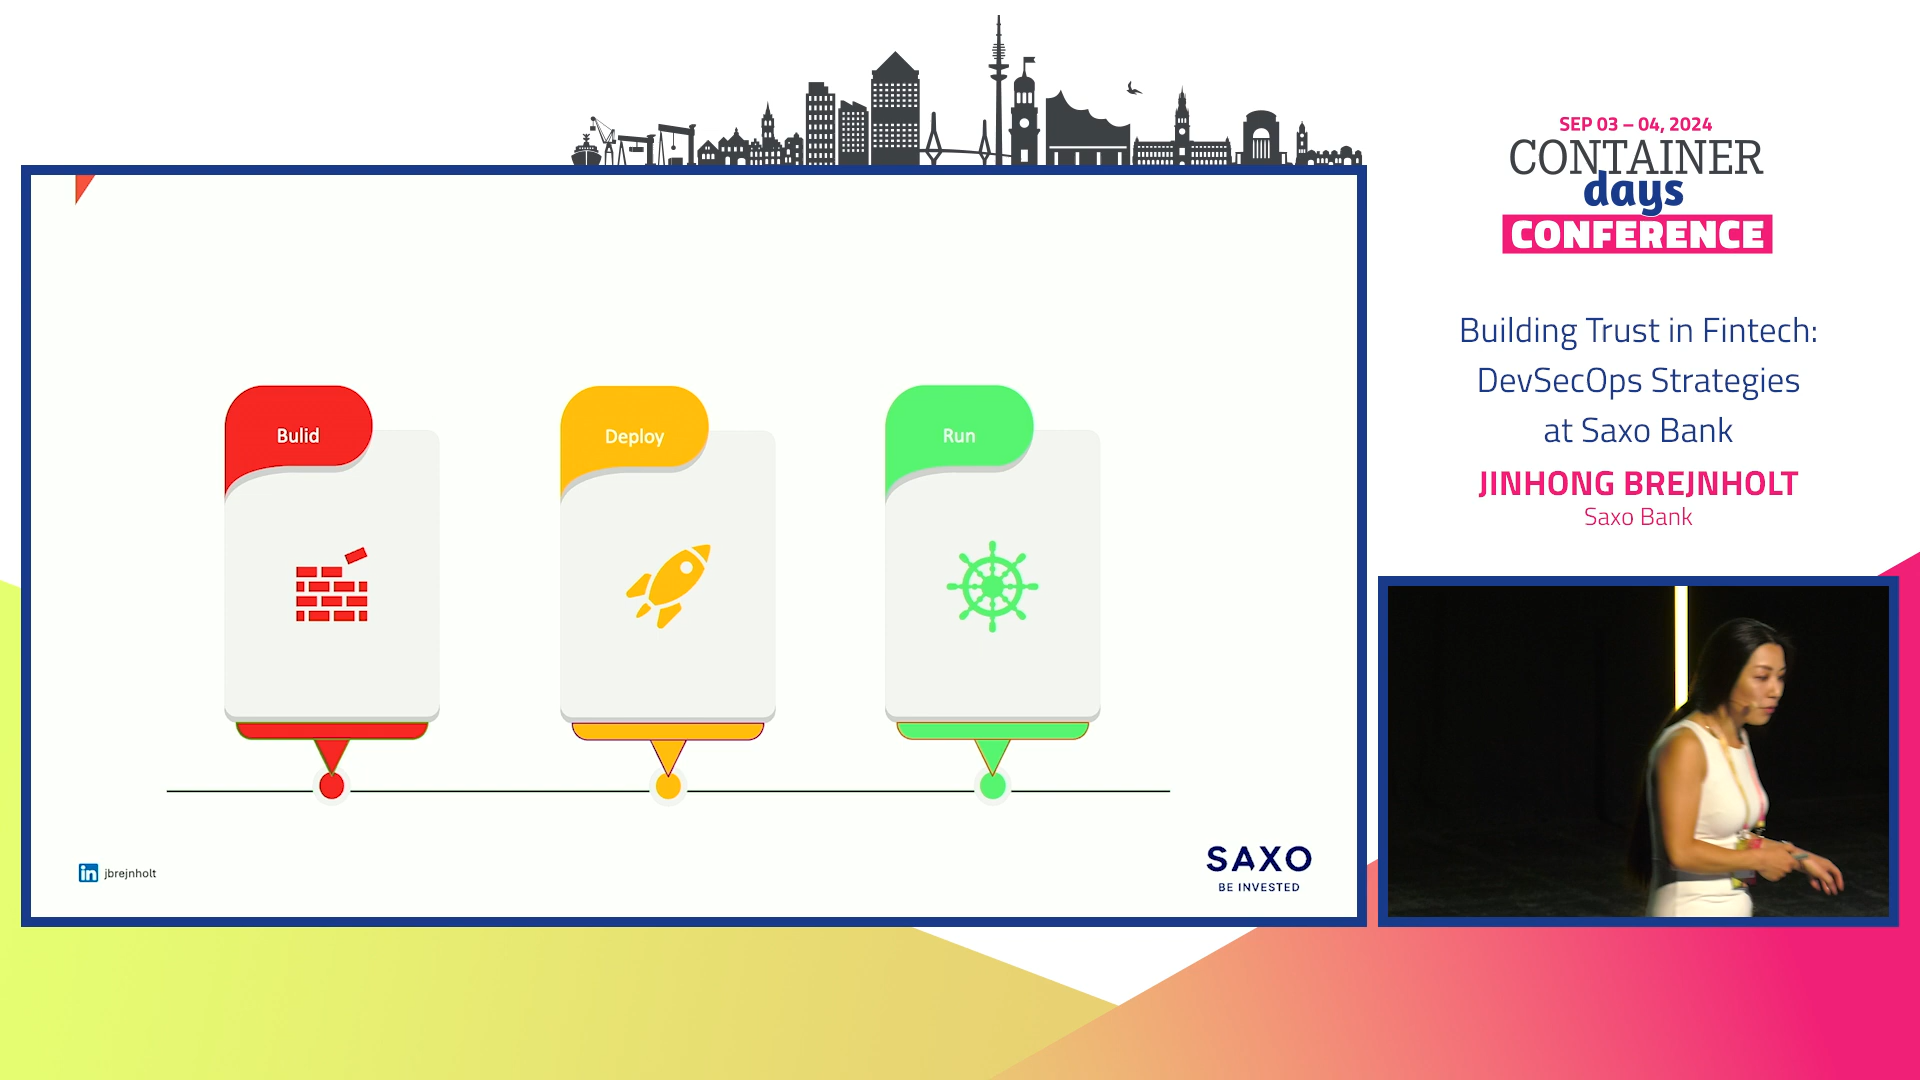 SEP 03 – 04, 2024
CONTAINER
days
CONFERENCE
Building Trust in Fintech:
DevSecOps Strategies
at Saxo Bank
JINHONG BREJNHOLT
Saxo Bank
Bulid
Deploy
Run
in jbrejnholt
SAXO
BE INVESTED